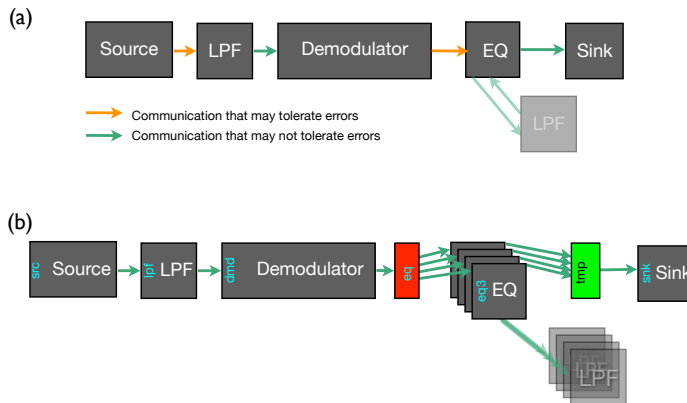 (a)
Source
LPF
Demodulator
EQ
Sink
LPF
Communication that may tolerate errors
Communication that may not tolerate errors
(b)
src
Source
lpf
LPF
dmd
Demodulator
eq
eq3
EQ
tmp
snk
Sink
LPF